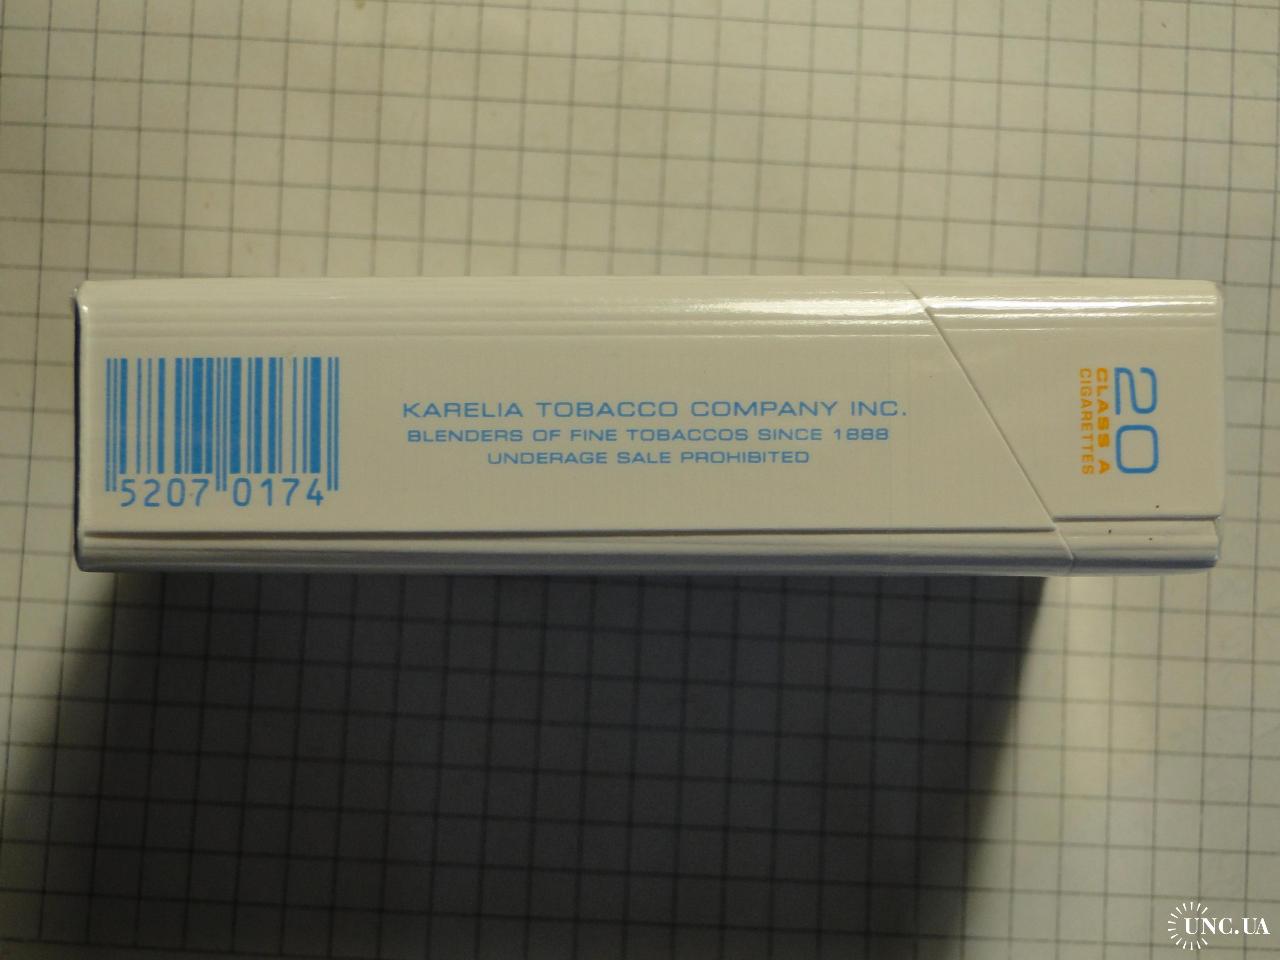 KARELIA TOBACCO COMPANY INC.
BLENDERS OF FINE TOBACCOS SINCE 1888
UNDERAGE SALE PROHIBITED
5207 0174
20
CLASS A
CIGARETTES
UNC.UA